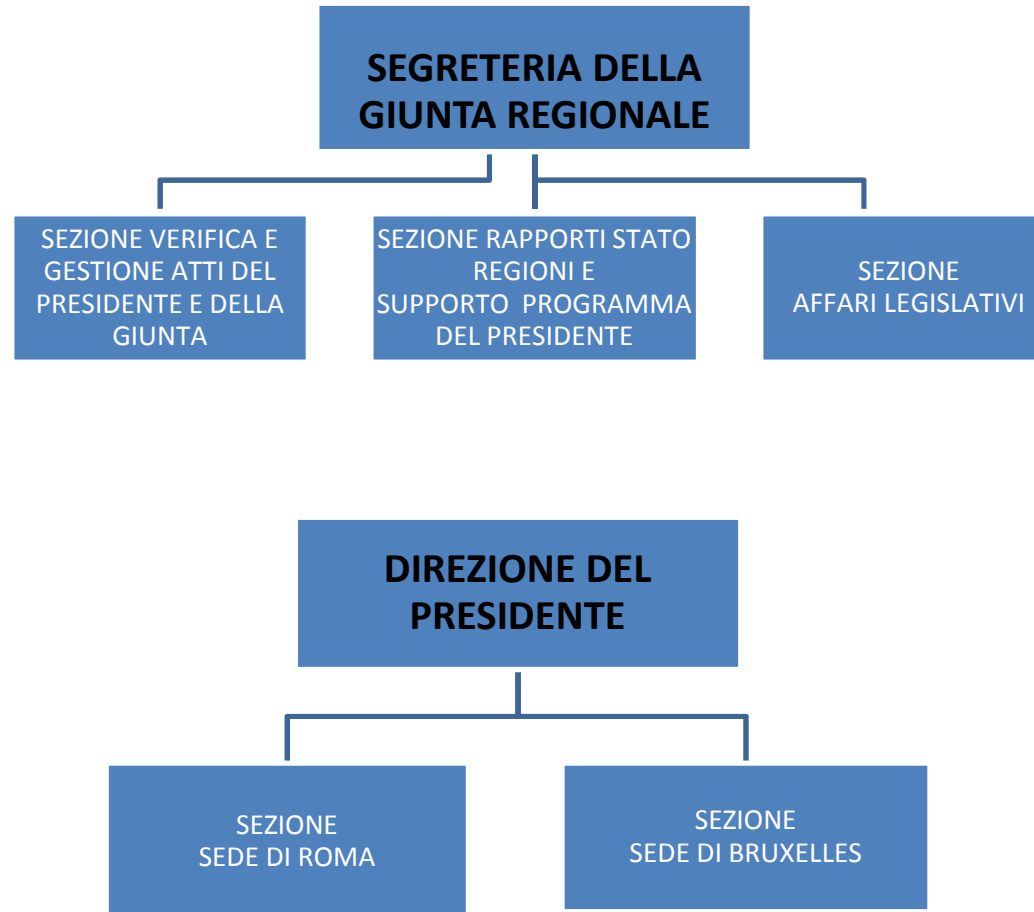 SEGRETERIA DELLA
GIUNTA REGIONALE
SEZIONE VERIFICA E
GESTIONE ATTI DEL
PRESIDENTE E DELLA
GIUNTA
SEZIONE RAPPORTI STATO
REGIONI E
SUPPORTO PROGRAMMA
DEL PRESIDENTE
SEZIONE
AFFARI LEGISLATIVI
DIREZIONE DEL
PRESIDENTE
SEZIONE
SEDE DI ROMA
SEZIONE
SEDE DI BRUXELLES